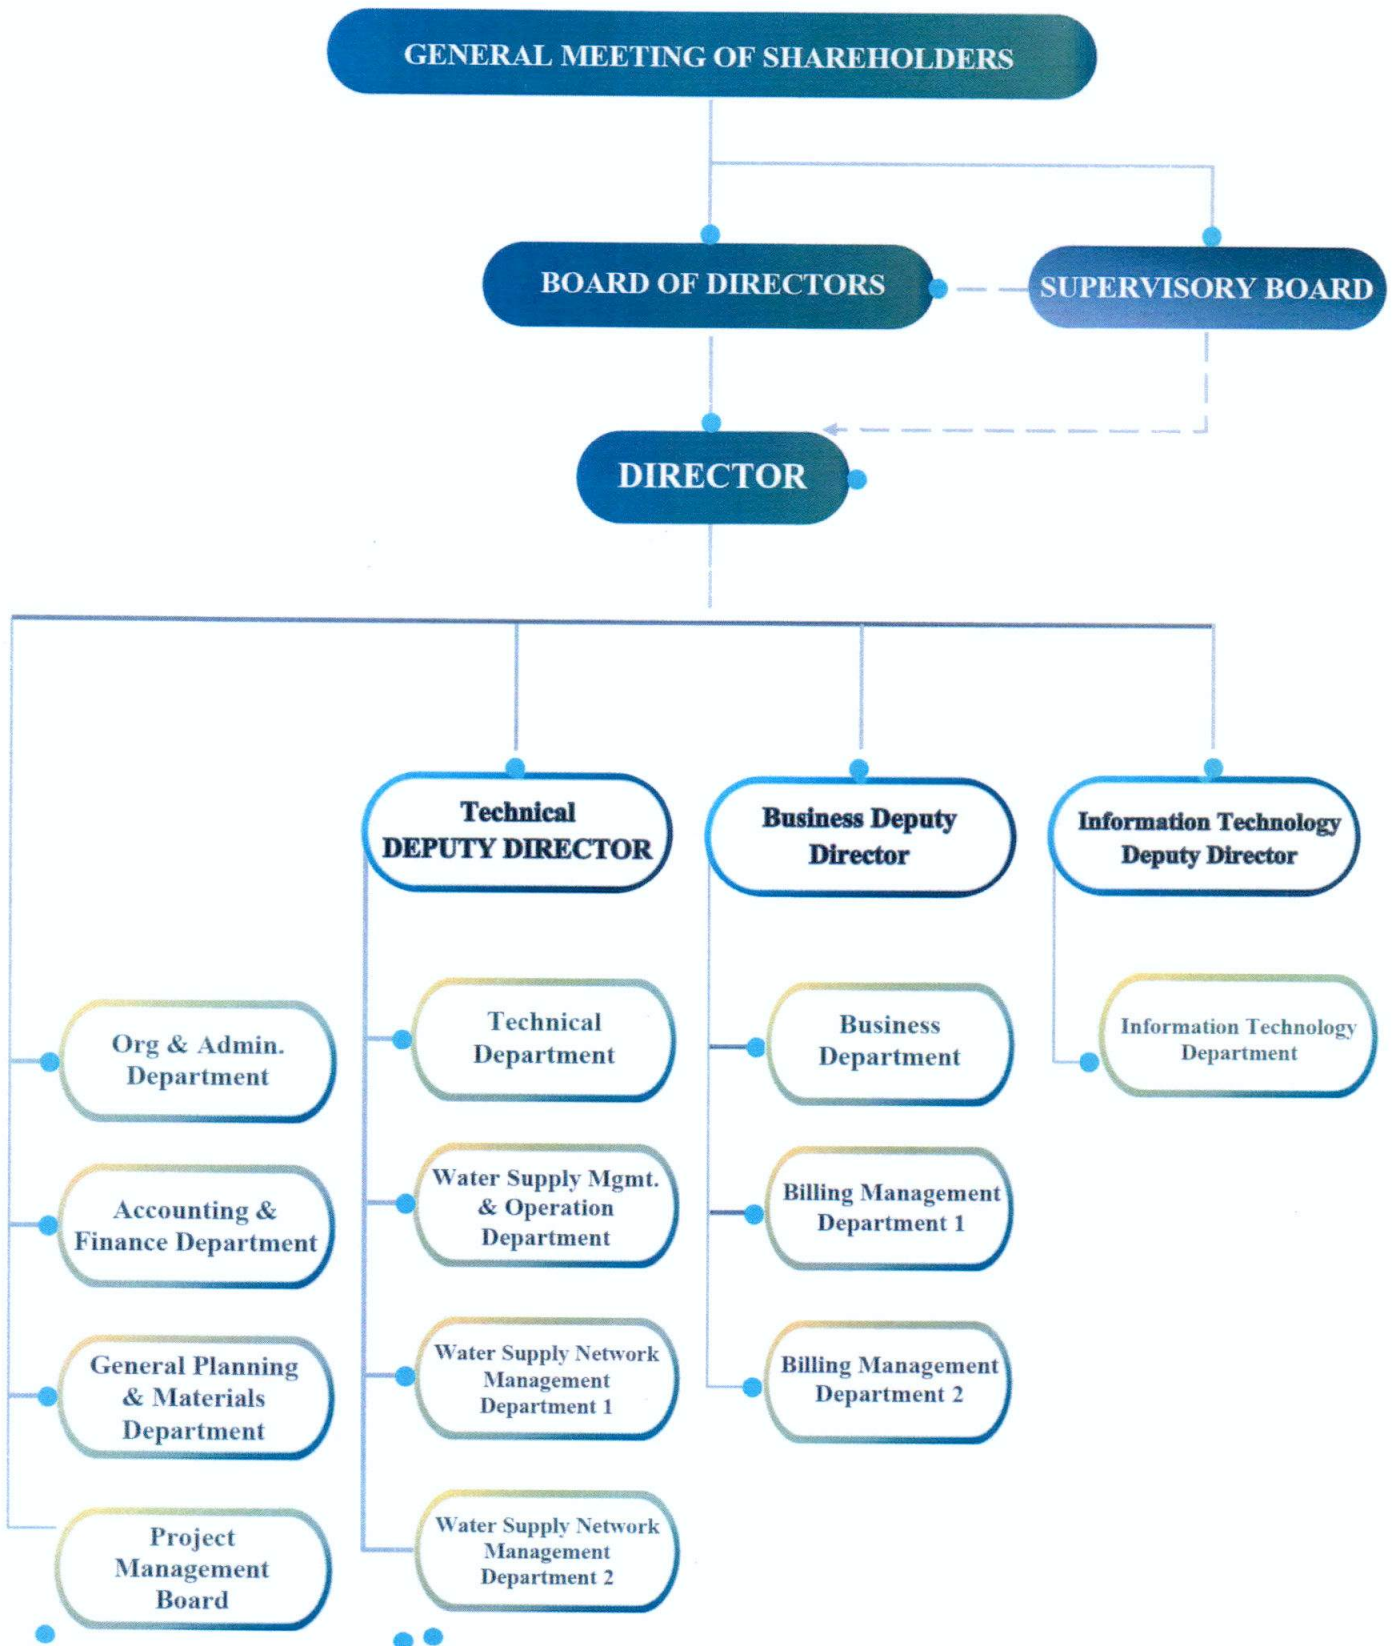 GENERAL MEETING OF SHAREHOLDERS
BOARD OF DIRECTORS
SUPERVISORY BOARD
DIRECTOR
Technical
DEPUTY DIRECTOR
Business Deputy
Director
Information Technology
Deputy Director
Org & Admin.
Department
Accounting &
Finance Department
General Planning
& Materials
Department
Project
Management
Board
Technical
Department
Water Supply Mgmt.
& Operation
Department
Water Supply Network
Management
Department 1
Water Supply Network
Management
Department 2
Business
Department
Billing Management
Department 1
Billing Management
Department 2
Information Technology
Department